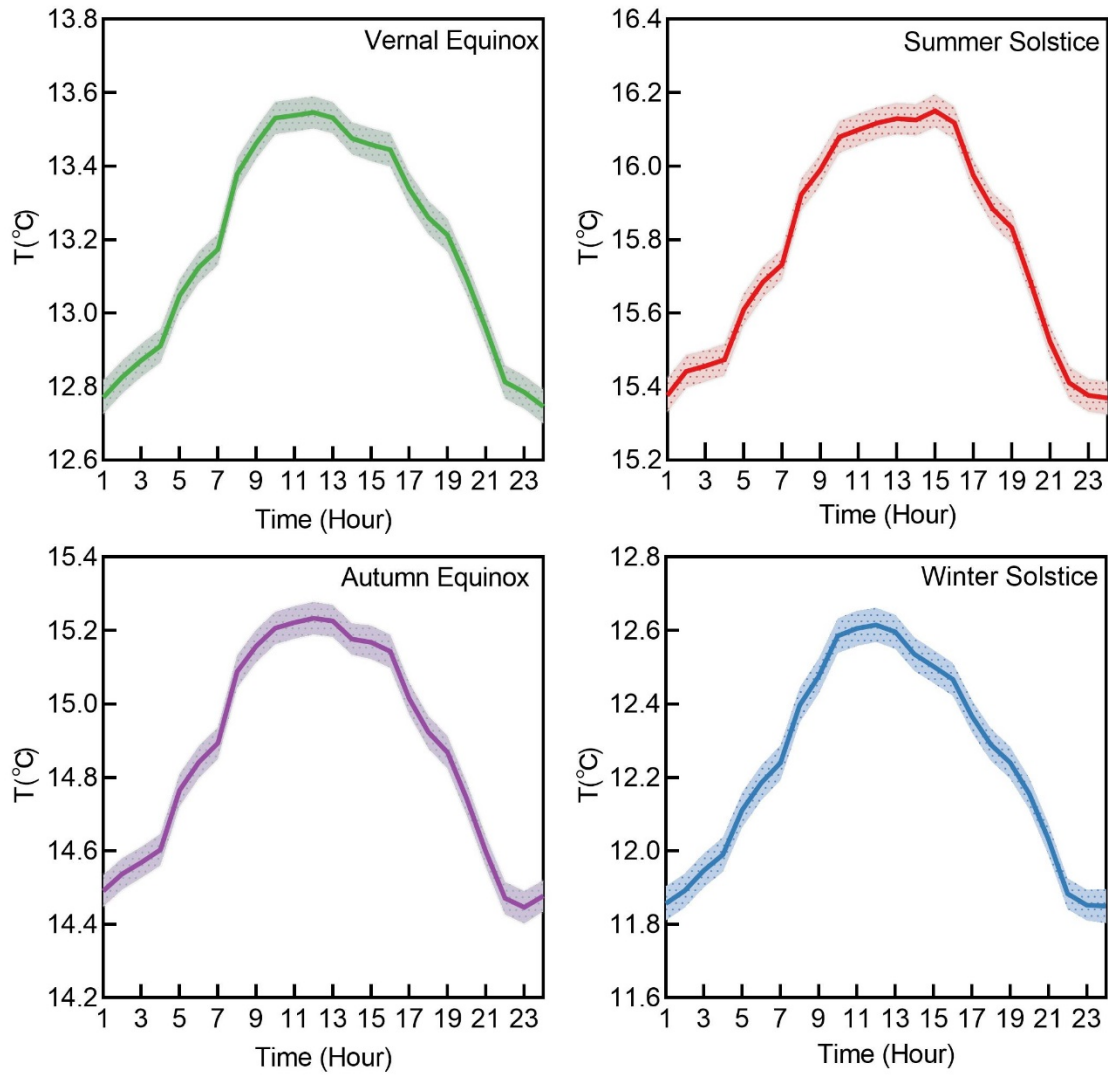 Vernal Equinox
T(°C)
13.8
13.6
13.4
13.2
13.0
12.8
12.6
1 3 5 7 9 11 13 15 17 19 21 23
Time (Hour)
Summer Solstice
T(°C)
16.4
16.2
16.0
15.8
15.6
15.4
15.2
1 3 5 7 9 11 13 15 17 19 21 23
Time (Hour)
Autumn Equinox
T(°C)
15.4
15.2
15.0
14.8
14.6
14.4
14.2
1 3 5 7 9 11 13 15 17 19 21 23
Time (Hour)
Winter Solstice
T(°C)
12.8
12.6
12.4
12.2
12.0
11.8
11.6
1 3 5 7 9 11 13 15 17 19 21 23
Time (Hour)